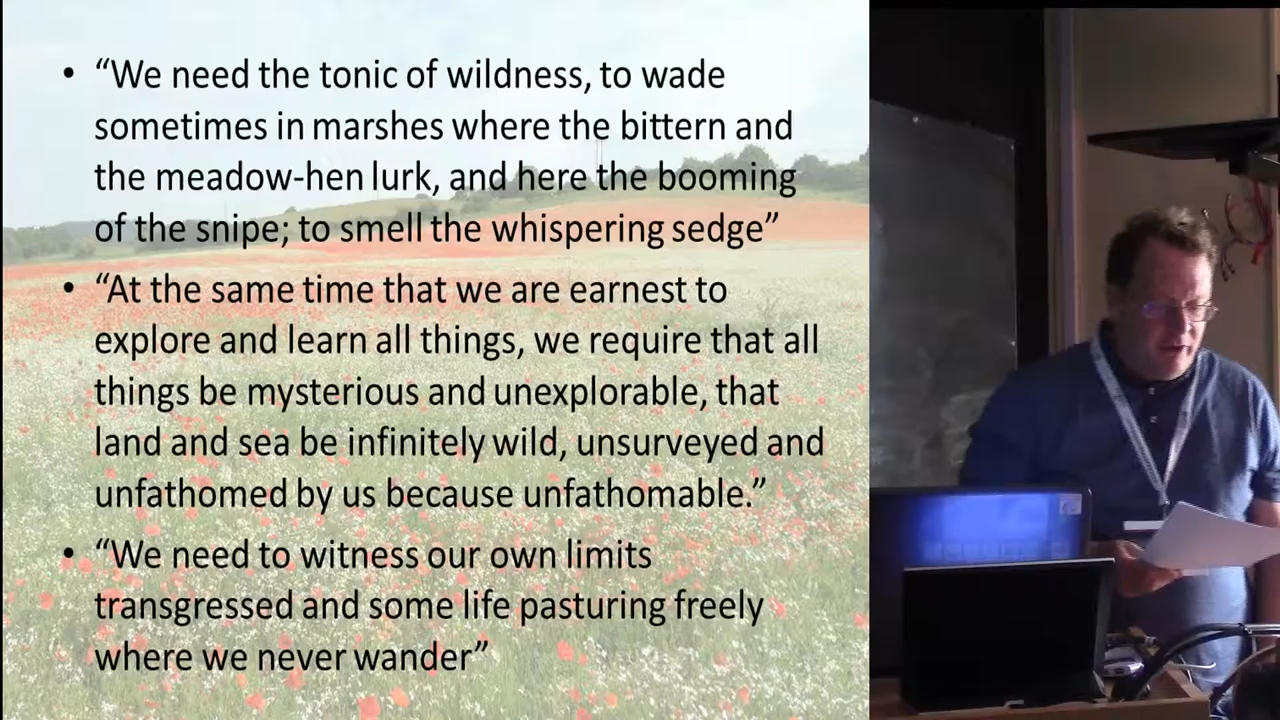 • “We need the tonic of wildness, to wade
sometimes in marshes where the bittern and
the meadow-hen lurk, and here the booming
of the snipe; to smell the whispering sedge”
• “At the same time that we are earnest to
explore and learn all things, we require that all
things be mysterious and unexplorable, that
land and sea be infinitely wild, unsurveyed and
unfathomed by us because unfathomable.”
• “We need to witness our own limits
transgressed and some life pasturing freely
where we never wander”